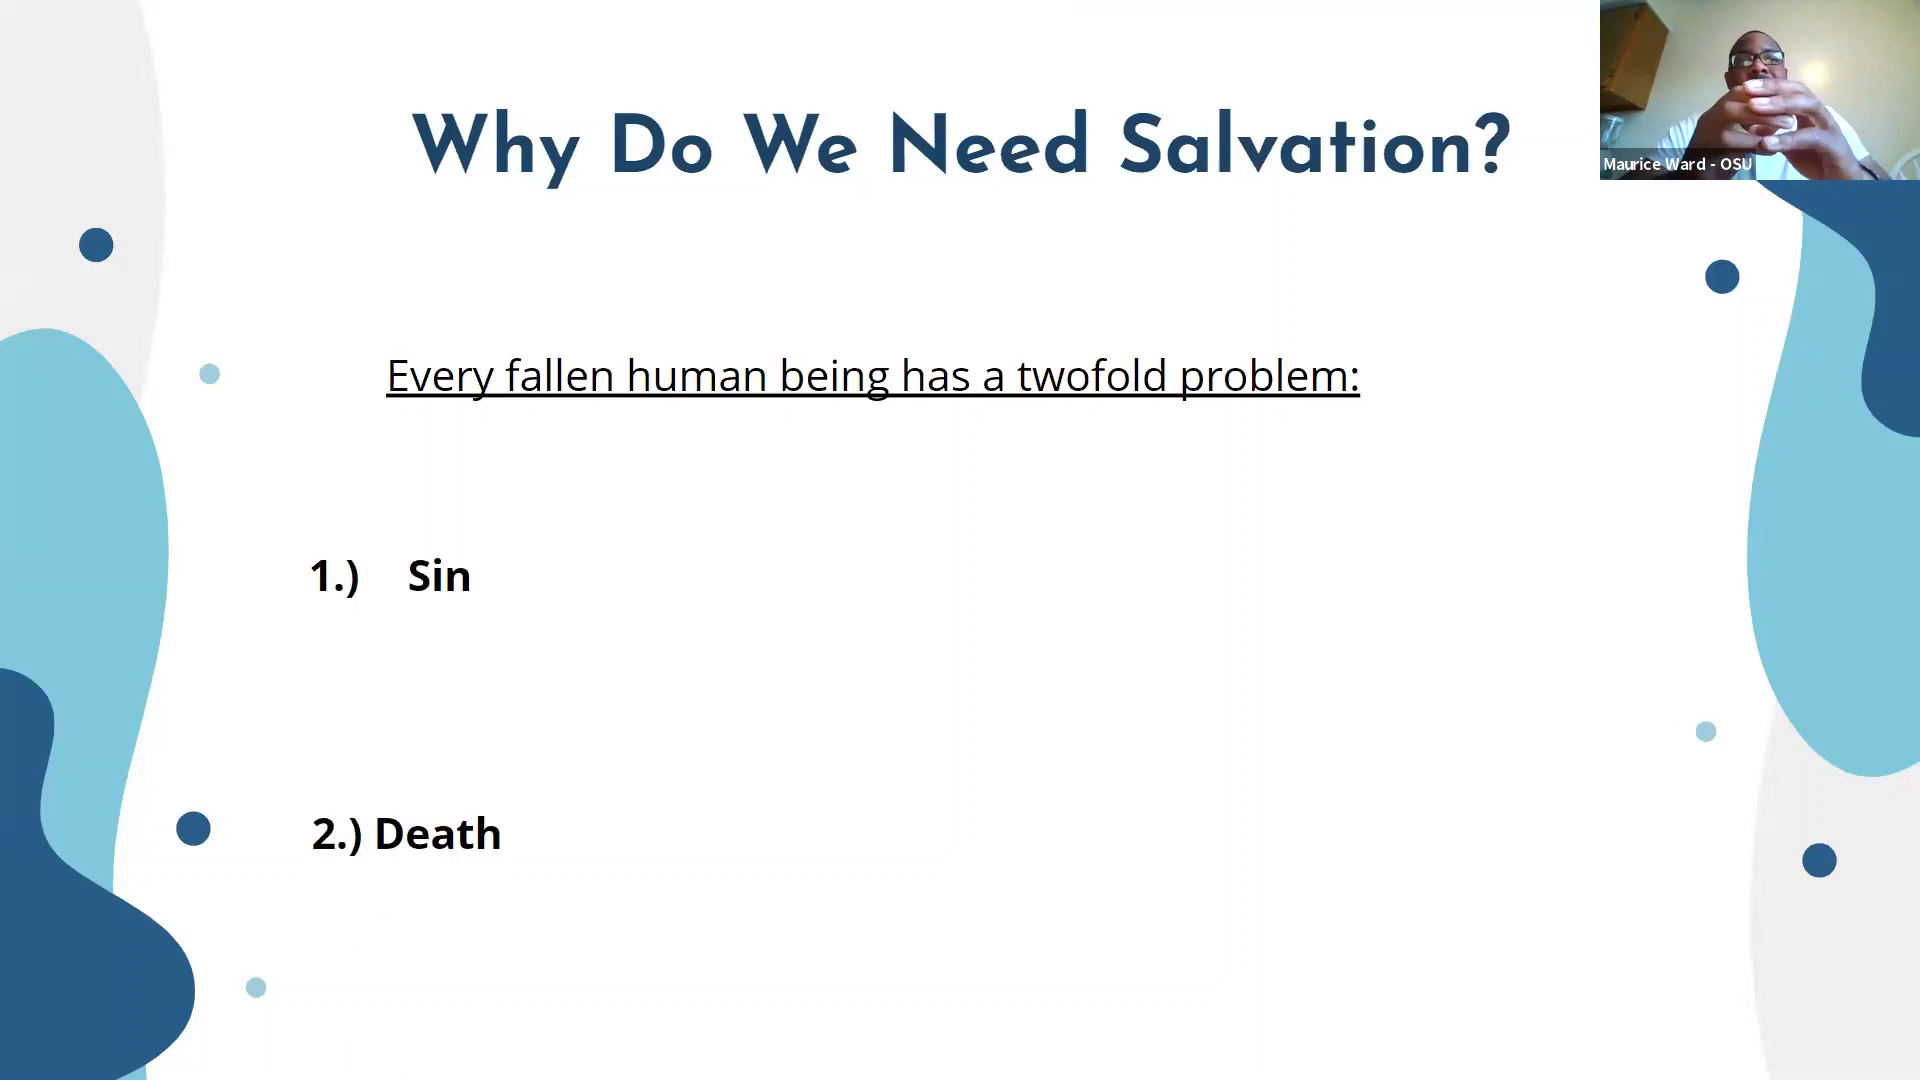 Why Do We Need Salvation?
Maurice Ward - OSU
Every fallen human being has a twofold problem:
1.) Sin
2.) Death